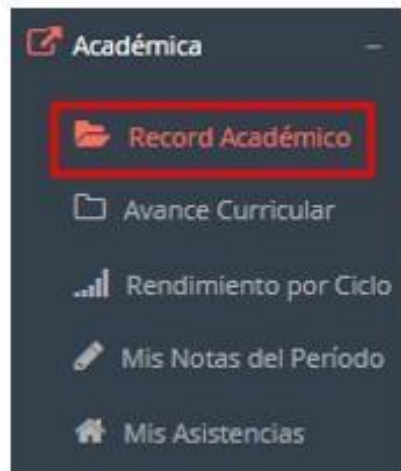 Académica
Record Académico
Avance Curricular
Rendimiento por Ciclo
Mis Notas del Período
Mis Asistencias